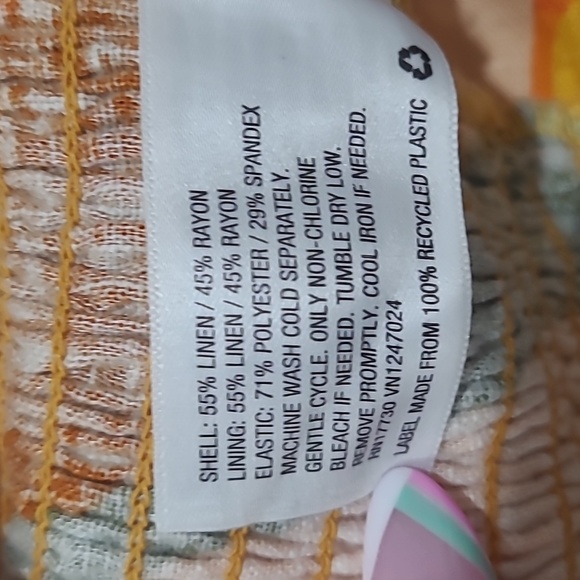 SHELL: 55% LINEN / 45% RAYON
LINING: 55% LINEN / 45% RAYON
ELASTIC: 71% POLYESTER / 29% SPANDEX
MACHINE WASH COLD SEPARATELY.
GENTLE CYCLE. ONLY NON-CHLORINE
BLEACH IF NEEDED. TUMBLE DRY LOW.
REMOVE PROMPTLY. COOL IRON IF NEEDED.
HN17730 VN1247024
LABEL MADE FROM 100% RECYCLED PLASTIC